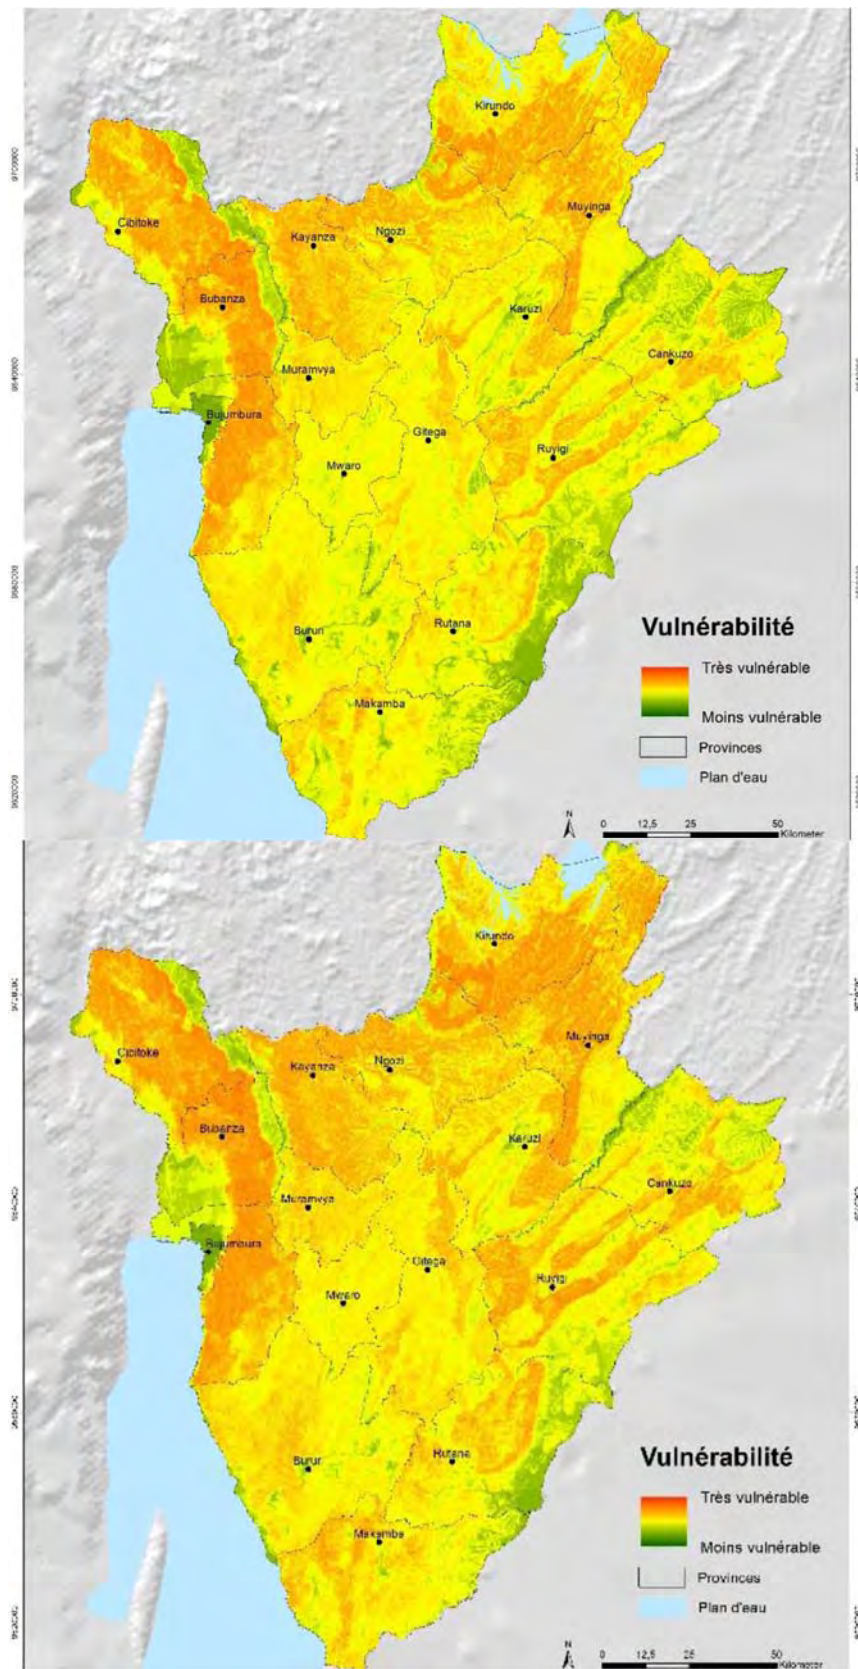 Kirundo
9700000
Muyinga
Cibitoke
Kayanza
Ngozi
Bubanza
Karuzi
Cankuzo
Muramvya
Bujumbura
Gitega
Ruyigi
Mwaro
Rutana
Bururi
Makamba
Vulnérabilité
Très vulnérable
Moins vulnérable
Provinces
Plan d'eau
N
0 12,5 25 50
Kilometer
Kirundo
Muyinga
Cibitoke
Kayanza
Ngozi
Bubanza
Karuzi
Cankuzo
Muramvya
Bujumbura
Gitega
Ruyigi
Mwaro
Rutana
Burur
Makamba
Vulnérabilité
Très vulnérable
Moins vulnérable
Provinces
Plan d'eau
N
0 12,5 25 50
Kilometer